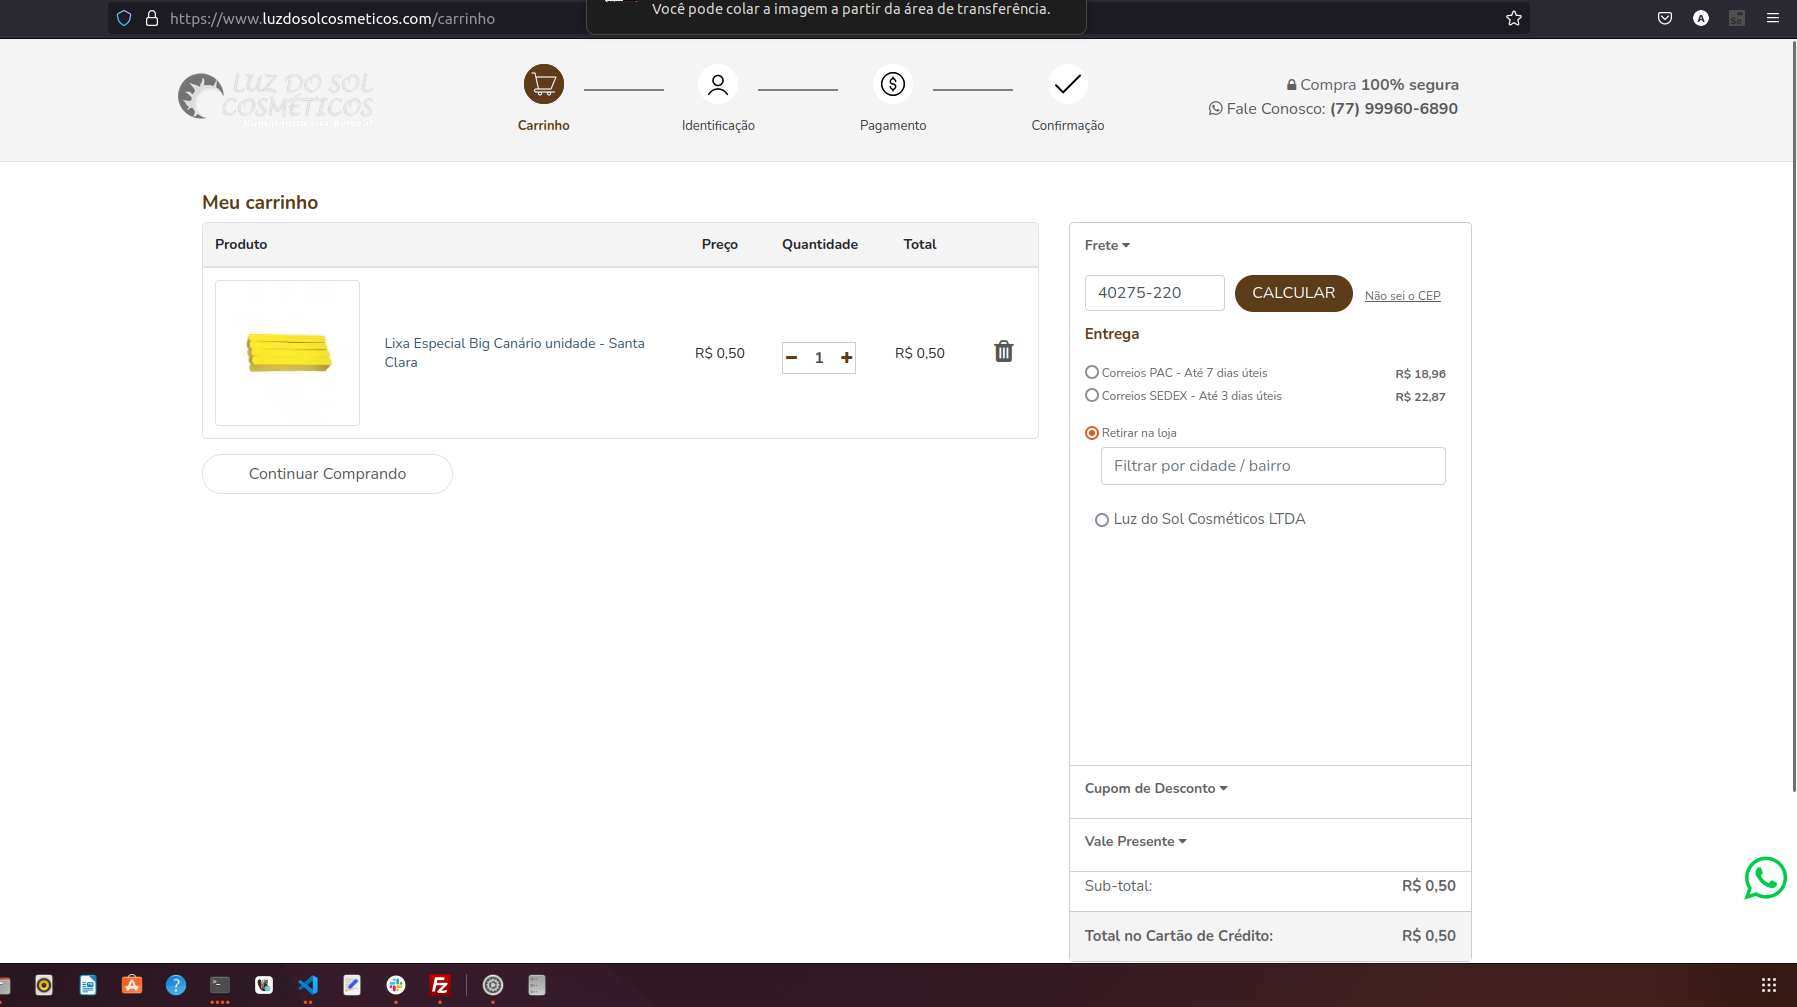 Você pode colar a imagem a partir da área de transferência.
https://www.luzdosolcosmeticos.com/carrinho
LUZ DO SOL
COSMÉTICOS
Carrinho
Identificação
Pagamento
Confirmação
Compra 100% segura
Fale Conosco: (77) 99960-6890
Meu carrinho
Produto Preço Quantidade Total
Lixa Especial Big Canário unidade - Santa
Clara
R$ 0,50
1
R$ 0,50
Continuar Comprando
Frete
40275-220 CALCULAR Não sei o CEP
Entrega
Correios PAC - Até 7 dias úteis R$ 18,96
Correios SEDEX - Até 3 dias úteis R$ 22,87
Retirar na loja
Filtrar por cidade / bairro
Luz do Sol Cosméticos LTDA
Cupom de Desconto
Vale Presente
Sub-total: R$ 0,50
Total no Cartão de Crédito: R$ 0,50